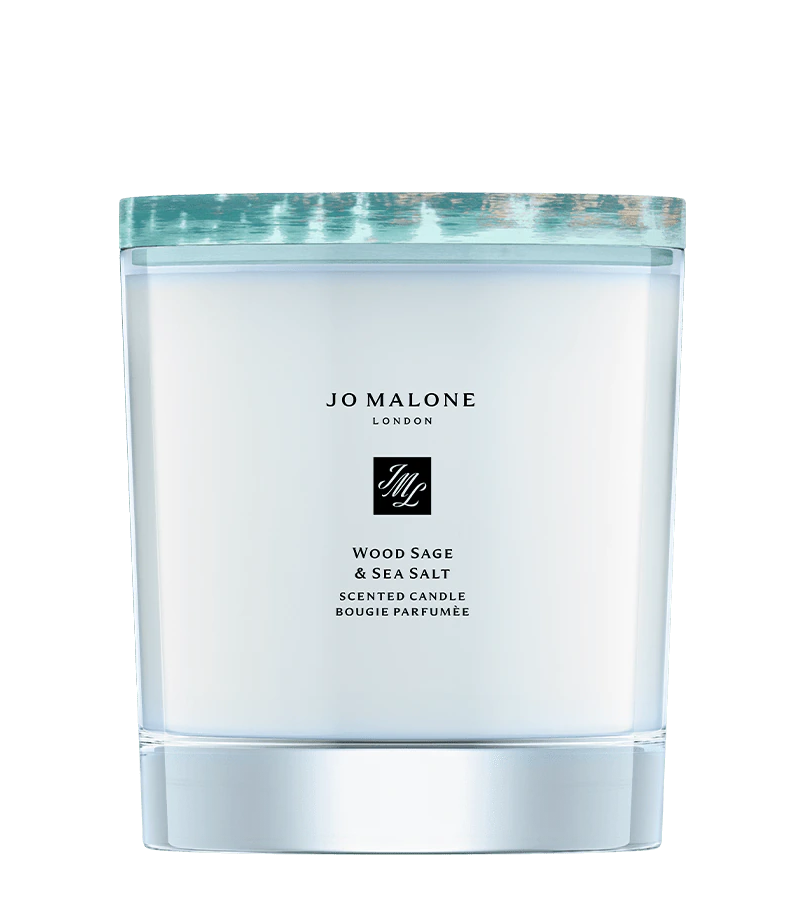 JO MALONE
LONDON
JML
WOOD SAGE
& SEA SALT
SCENTED CANDLE
BOUGIE PARFUMÈE